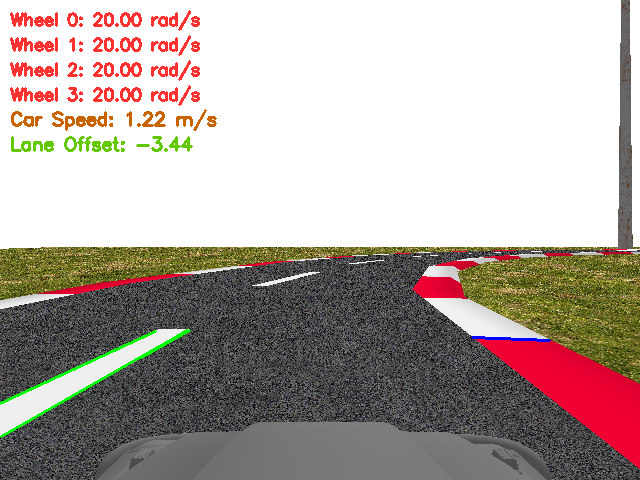 Wheel 0: 20.00 rad/s
Wheel 1: 20.00 rad/s
Wheel 2: 20.00 rad/s
Wheel 3: 20.00 rad/s
Car Speed: 1.22 m/s
Lane Offset: -3.44